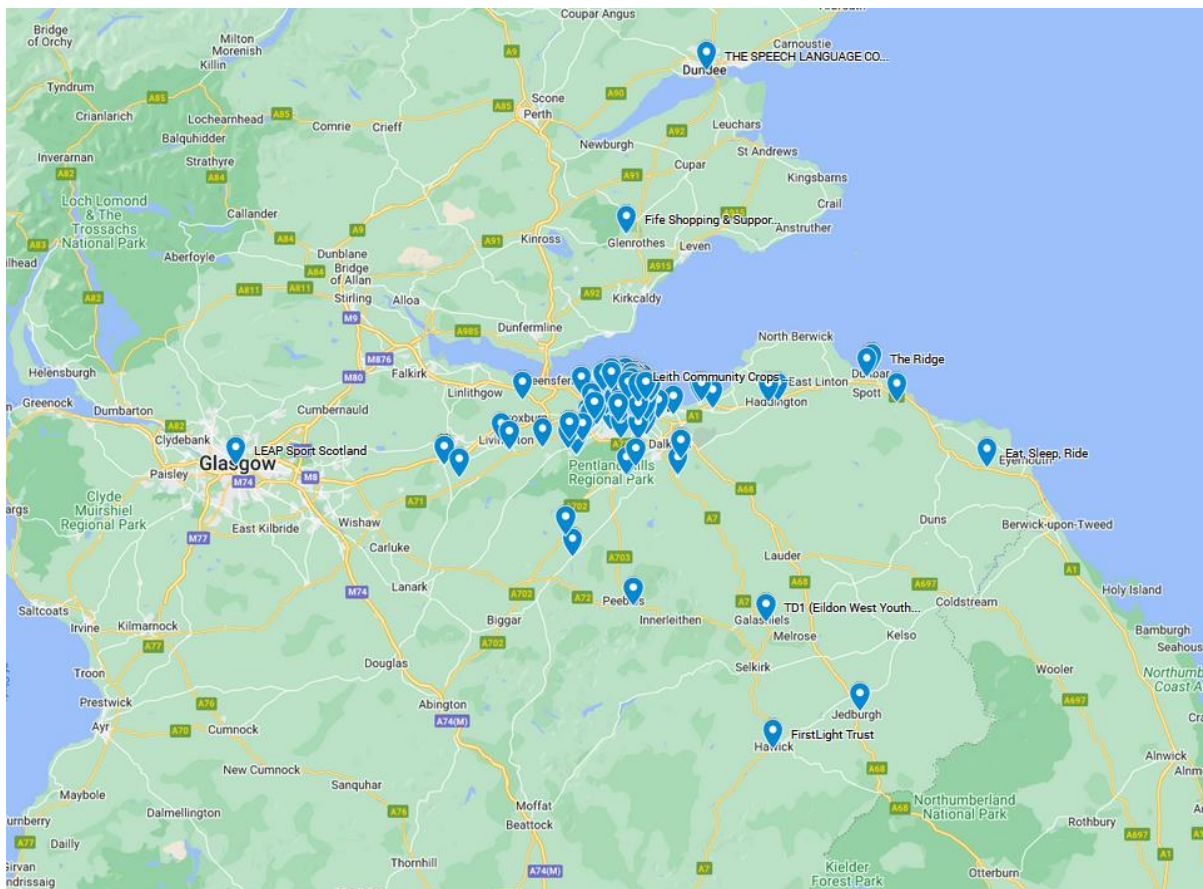 Coupar Angus
Bridge
of Orchy
Milton
Morenish
Killin
A9
Carnoustie
THE SPEECH LANGUAGE CO...
Dundee
Tyndrum
A85
A85
Scone
A90
Perth
Crianlarich
Lochearnhead
Comrie
Crieff
A85
A92
Leuchars
Balquhidder
Newburgh
St Andrews
Inverarnan
Strathyre
Cupar
A82
A84
A91
Kingsbarns
Loch Lomond
& The
Trossachs
National Park
Callander
A9
Fife Shopping & Suppor...
A915
Crail
Anstruther
A84
A91
Kinross
Glenrothes
Leven
A83
Aberfoyle
Dunblane
A84
Bridge
of Allan
A915
A82
A811
A811
Stirling
Alloa
A92
Kirkcaldy
M9
Dunfermline
A985
North Berwick
Helensburgh
M876
Falkirk
The Ridge
M80
Linlithgow
Leith Community Crops
East Linton
Dunbar
Spott
Greenock
Dumbarton
A82
Cumbernauld
Haddington
A1
Clydebank
Livingston
LEAP Sport Scotland
Glasgow
Paisley
M74
M8
Pentland Hills
Regional Park
Eat, Sleep, Ride
Eyemouth
Clyde
Muirshiel
Regional Park
A71
A68
East Kilbride
Wishaw
A702
A7
Duns
M77
Carluke
Berwick-upon-Tweed
A703
Lauder
Lanark
A1
A702
A72
Peebles
A697
Holy Island
M74
A7
TD1 (Eildon West Youth...
Coldstream
Saltcoats
Irvine
Kilmarnock
Biggar
Innerleithen
Galashiels
Melrose
Kelso
Bamburgh
A77
A702
Douglas
Selkirk
Wooler
Troon
Prestwick
A76
Abington
Jedburgh
Ayr
A70
Cumnock
A74(M)
FirstLight Trust
Hawick
Alnwick
New Cumnock
A68
Maybole
Sanquhar
Moffat
Beattock
A68
Northumberland
National Park
Dalmellington
A76
Rothbury
A77
Dailly
A697
A1
Girvan
Thornhill
A7
Kielder
Forest Park
A74(M)
Otterburn